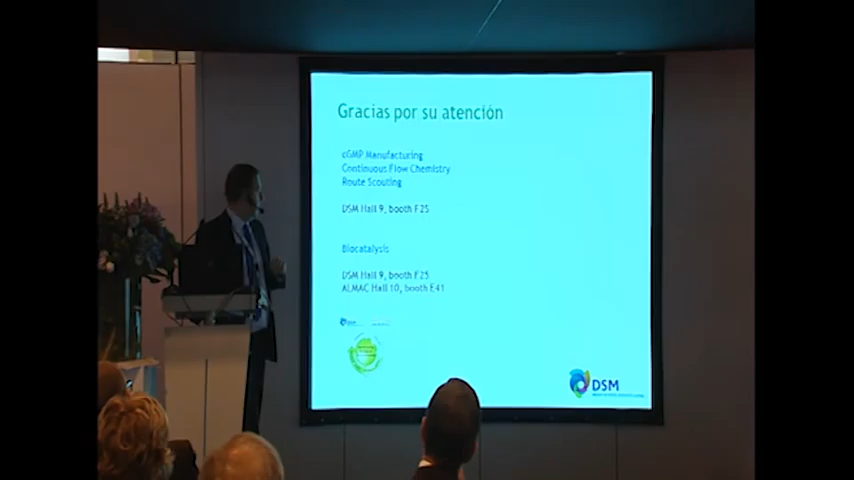 Gracias por su atención
cGMP Manufacturing
Continuous Flow Chemistry
Route Scouting
DSM Hall 9, booth F25
Biocatalysis
DSM Hall 9, booth F25
ALMAC Hall 10, booth E41
DSM